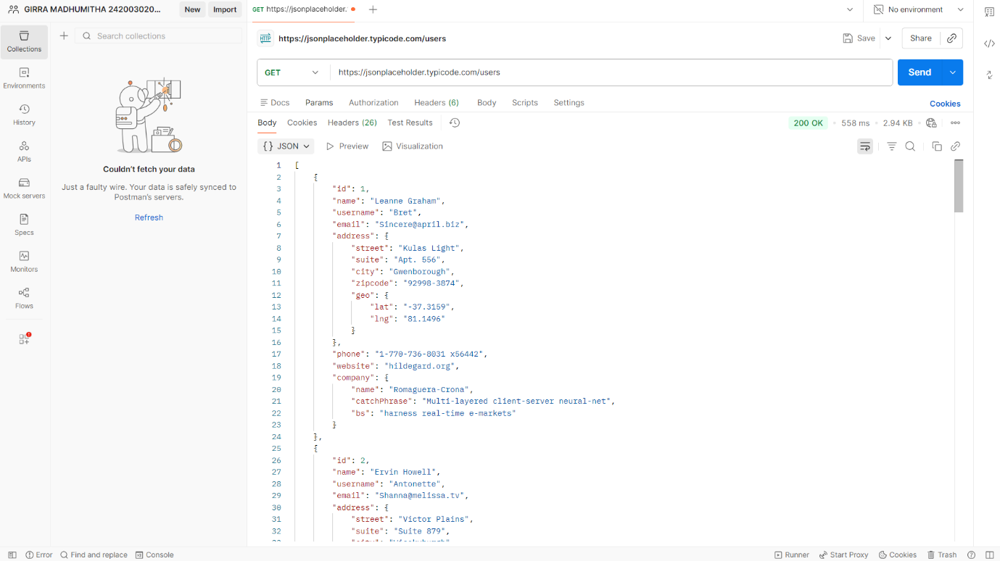 GIRRA MADHUMITHA 242003020... New Import
GET https://jsonplaceholder.
No environment
Collections
Environments
History
APIs
Mock servers
Specs
Monitors
Flows
Search collections
Couldn't fetch your data
Just a faulty wire. Your data is safely synced to
Postman's servers.
Refresh
HTTP https://jsonplaceholder.typicode.com/users
Save Share
GET https://jsonplaceholder.typicode.com/users Send
Docs Params Authorization Headers (6) Body Scripts Settings Cookies
Body Cookies Headers (26) Test Results 200 OK • 558 ms • 2.94 KB •
{} JSON Preview Visualization
1 [
2 {
3 "id": 1,
4 "name": "Leanne Graham",
5 "username": "Bret",
6 "email": "Sincere@april.biz",
7 "address": {
8 "street": "Kulas Light",
9 "suite": "Apt. 556",
10 "city": "Gwenborough",
11 "zipcode": "92998-3874",
12 "geo": {
13 "lat": "-37.3159",
14 "lng": "81.1496"
15 }
16 },
17 "phone": "1-770-736-8031 x56442",
18 "website": "hildegard.org",
19 "company": {
20 "name": "Romaguera-Crona",
21 "catchPhrase": "Multi-layered client-server neural-net",
22 "bs": "harness real-time e-markets"
23 }
24 },
25 {
26 "id": 2,
27 "name": "Ervin Howell",
28 "username": "Antonette",
29 "email": "Shanna@melissa.tv",
30 "address": {
31 "street": "Victor Plains",
32 "suite": "Suite 879",
Error Find and replace Console Runner Start Proxy Cookies Trash